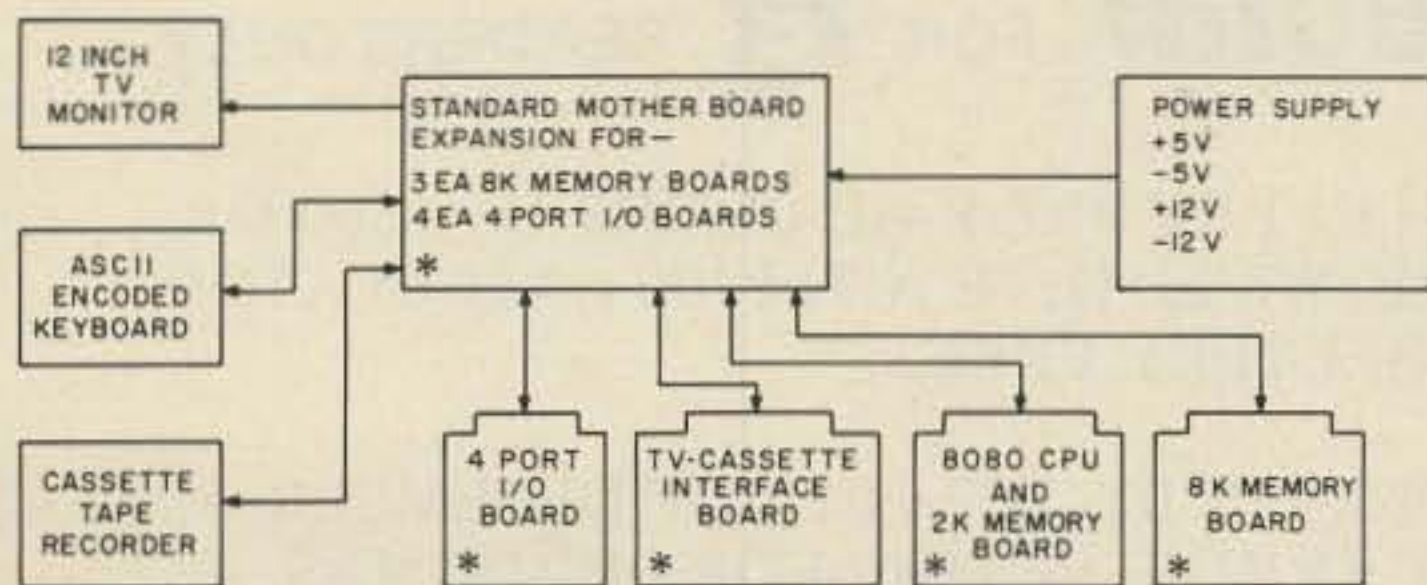 12 INCH
TV
MONITOR
STANDARD MOTHER BOARD
EXPANSION FOR—
3 EA 8K MEMORY BOARDS
4 EA 4 PORT I/O BOARDS
*
POWER SUPPLY
+5V
-5V
+12V
-12V
ASCII
ENCODED
KEYBOARD
CASSETTE
TAPE
RECORDER
4 PORT
I/O
BOARD
*
TV-CASSETTE
INTERFACE
BOARD
*
8080 CPU
AND
2K MEMORY
BOARD
*
8K MEMORY
BOARD
*